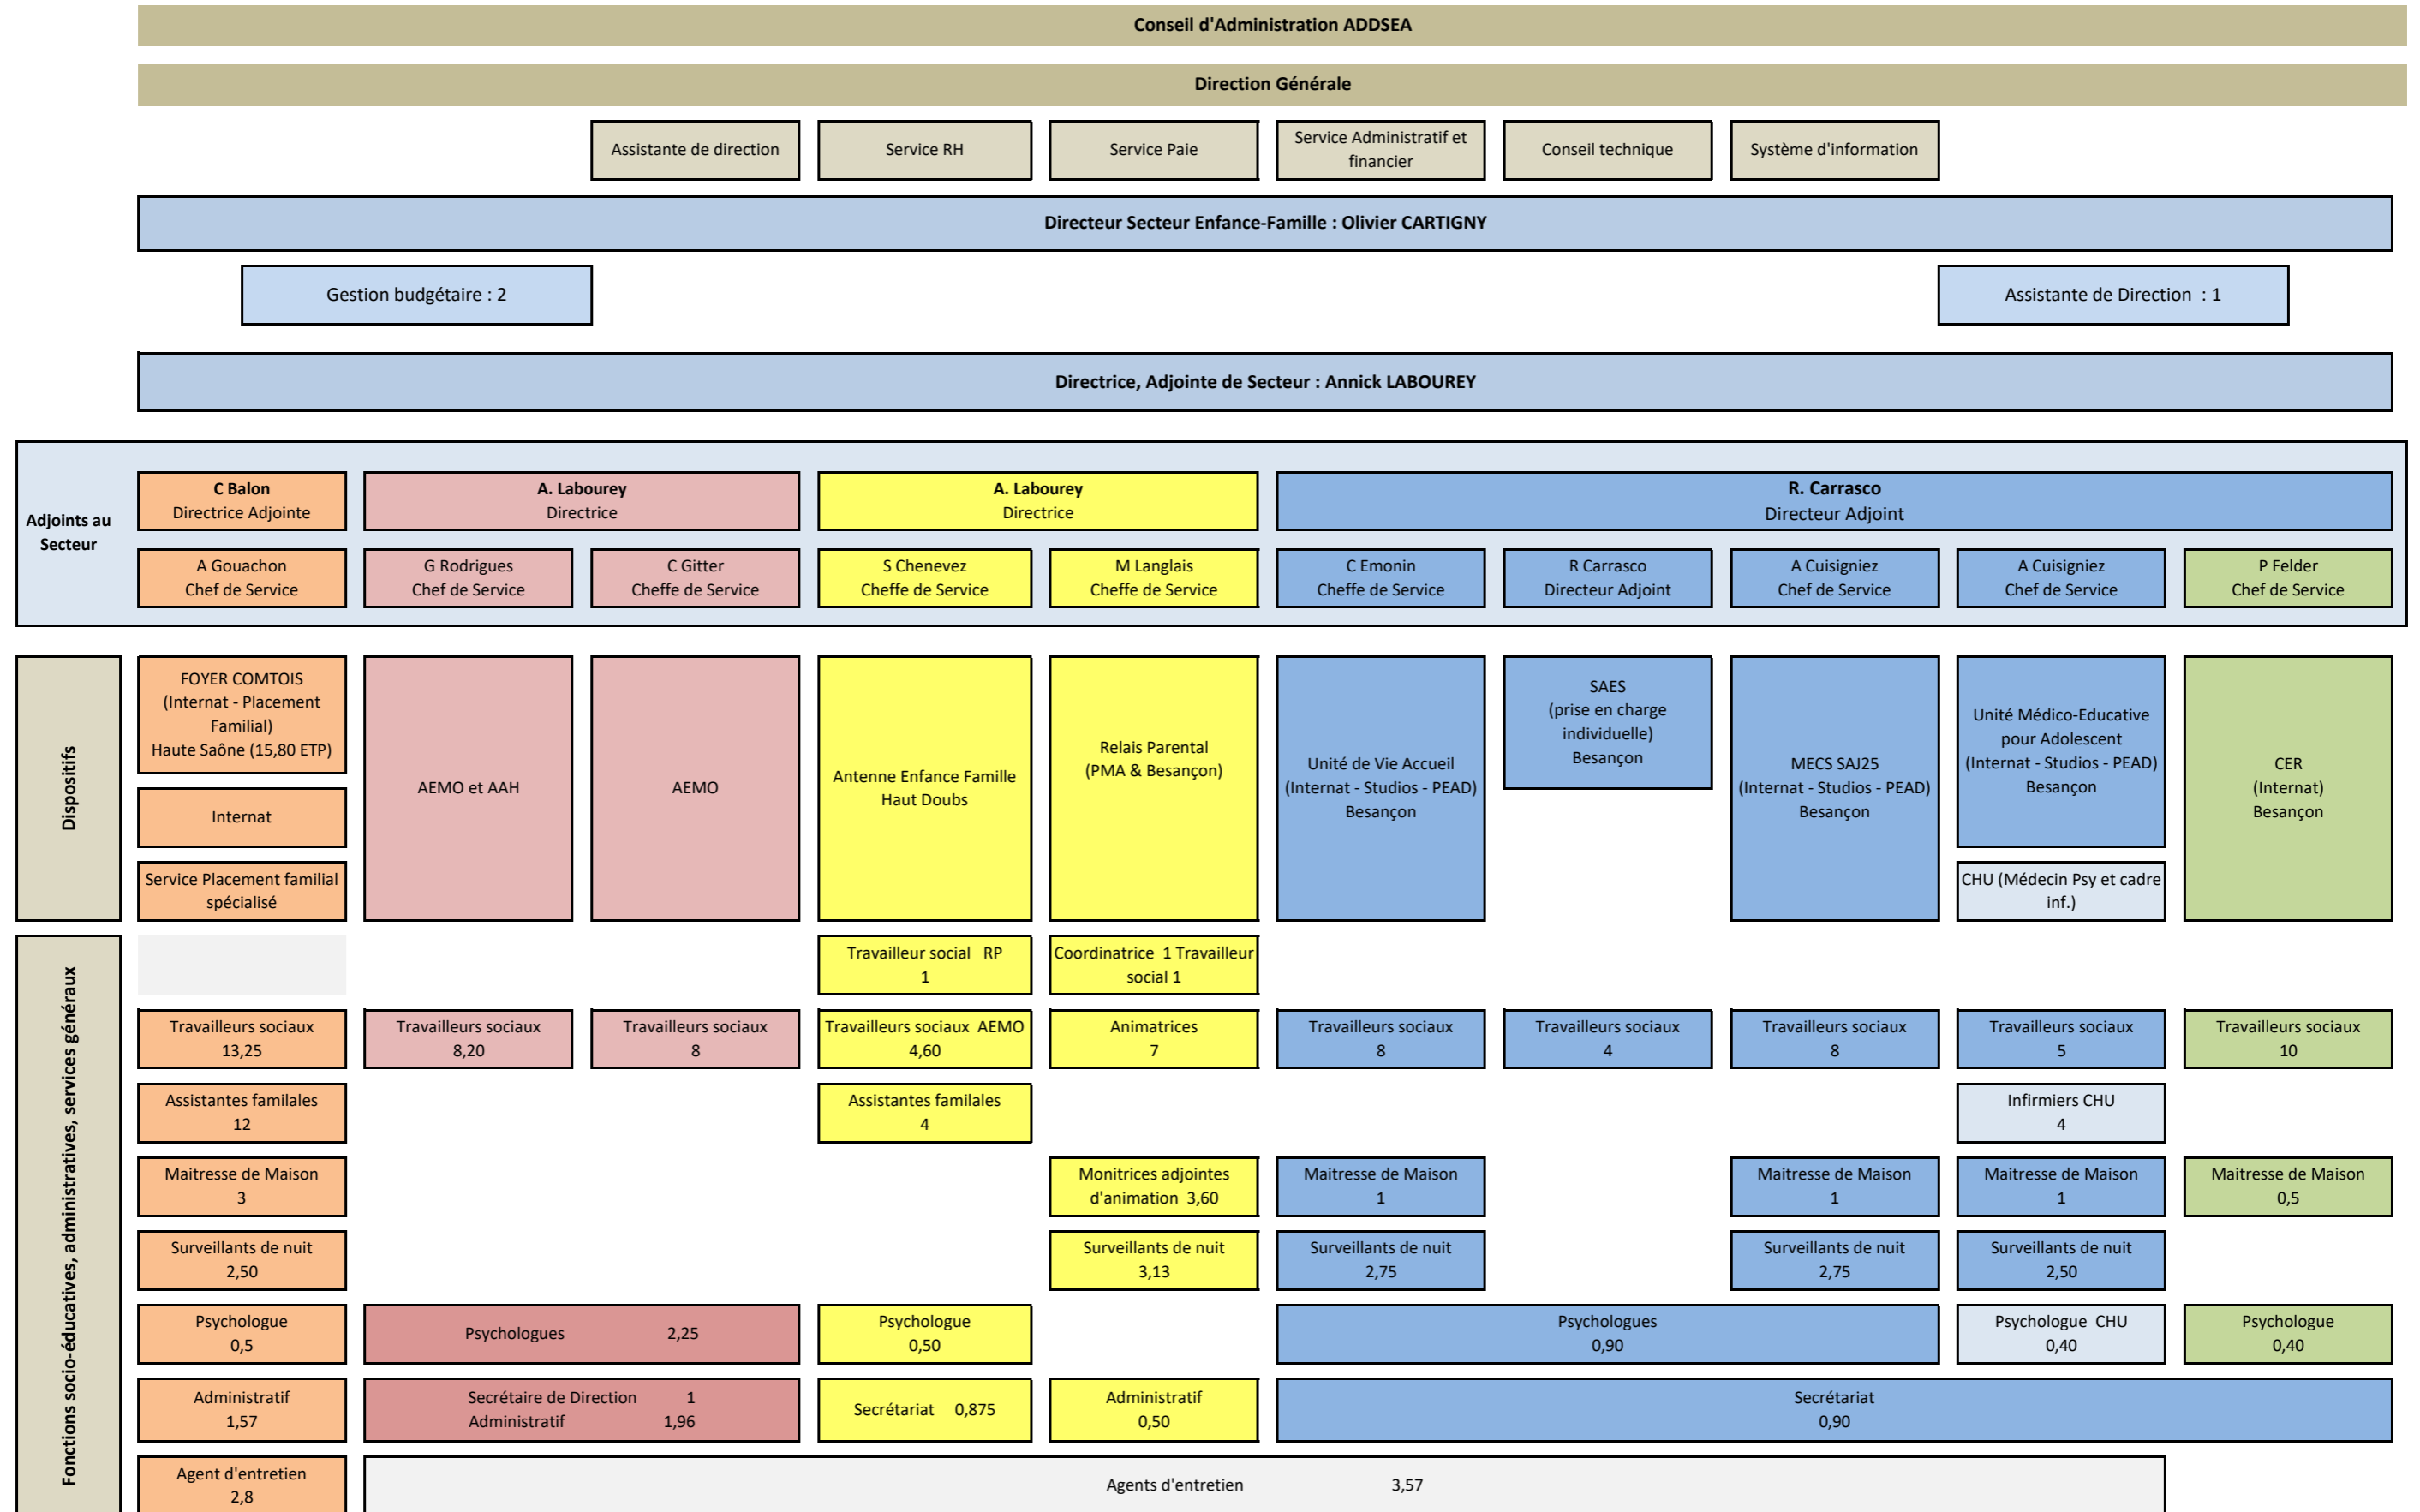 Conseil d'Administration ADDSEA
Direction Générale
Assistante de direction
Service RH
Service Paie
Service Administratif et
financier
Conseil technique
Système d'information
Directeur Secteur Enfance-Famille : Olivier CARTIGNY
Gestion budgétaire : 2
Assistante de Direction : 1
Directrice, Adjointe de Secteur : Annick LABOUREY
Adjoints au
Secteur
C Balon
Directrice Adjointe
A. Labourey
Directrice
A. Labourey
Directrice
R. Carrasco
Directeur Adjoint
A Gouachon
Chef de Service
G Rodrigues
Chef de Service
C Gitter
Cheffe de Service
S Chenevez
Cheffe de Service
M Langlais
Cheffe de Service
C Emonin
Cheffe de Service
R Carrasco
Directeur Adjoint
A Cuisigniez
Chef de Service
A Cuisigniez
Chef de Service
P Felder
Chef de Service
Dispositifs
FOYER COMTOIS
(Internat - Placement
Familial)
Haute Saône (15,80 ETP)
Internat
Service Placement familial
spécialisé
AEMO et AAH
AEMO
Antenne Enfance Famille
Haut Doubs
Relais Parental
(PMA & Besançon)
Unité de Vie Accueil
(Internat - Studios - PEAD)
Besançon
SAES
(prise en charge
individuelle)
Besançon
MECS SAJ25
(Internat - Studios - PEAD)
Besançon
Unité Médico-Educative
pour Adolescent
(Internat - Studios - PEAD)
Besançon
CHU (Médecin Psy et cadre
inf.)
CER
(Internat)
Besançon
Fonctions socio-éducatives, administratives, services généraux
Travailleur social RP
1
Coordinatrice 1 Travailleur
social 1
Travailleurs sociaux
13,25
Travailleurs sociaux
8,20
Travailleurs sociaux
8
Travailleurs sociaux AEMO
4,60
Animatrices
7
Travailleurs sociaux
8
Travailleurs sociaux
4
Travailleurs sociaux
8
Travailleurs sociaux
5
Travailleurs sociaux
10
Assistantes familales
12
Assistantes familales
4
Infirmiers CHU
4
Maitresse de Maison
3
Monitrices adjointes
d'animation 3,60
Maitresse de Maison
1
Maitresse de Maison
1
Maitresse de Maison
1
Maitresse de Maison
0,5
Surveillants de nuit
2,50
Surveillants de nuit
3,13
Surveillants de nuit
2,75
Surveillants de nuit
2,75
Surveillants de nuit
2,50
Psychologue
0,5
Psychologues 2,25
Psychologue
0,50
Psychologues
0,90
Psychologue CHU
0,40
Psychologue
0,40
Administratif
1,57
Secrétaire de Direction 1
Administratif 1,96
Secrétariat 0,875
Administratif
0,50
Secrétariat
0,90
Agent d'entretien
2,8
Agents d'entretien 3,57